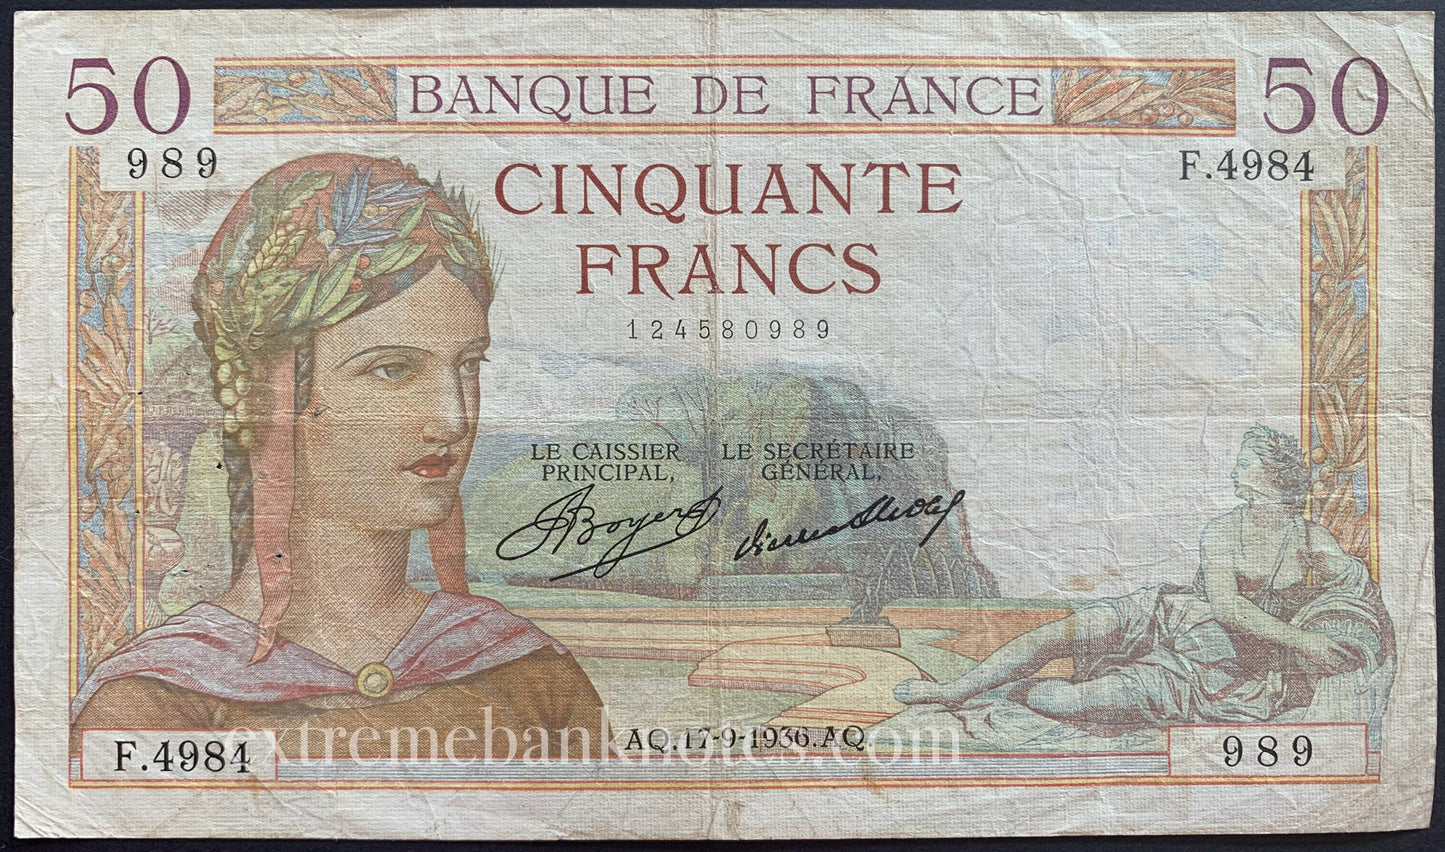 50 BANQUE DE FRANCE 50
989 F.4984
CINQUANTE
FRANCS
124580989
LE CAISSIER
PRINCIPAL,
LE SECRÉTAIRE
GÉNÉRAL,
Boyer
AQ.17-9-1936.AQ
F.4984 989
extremebanknotes.com